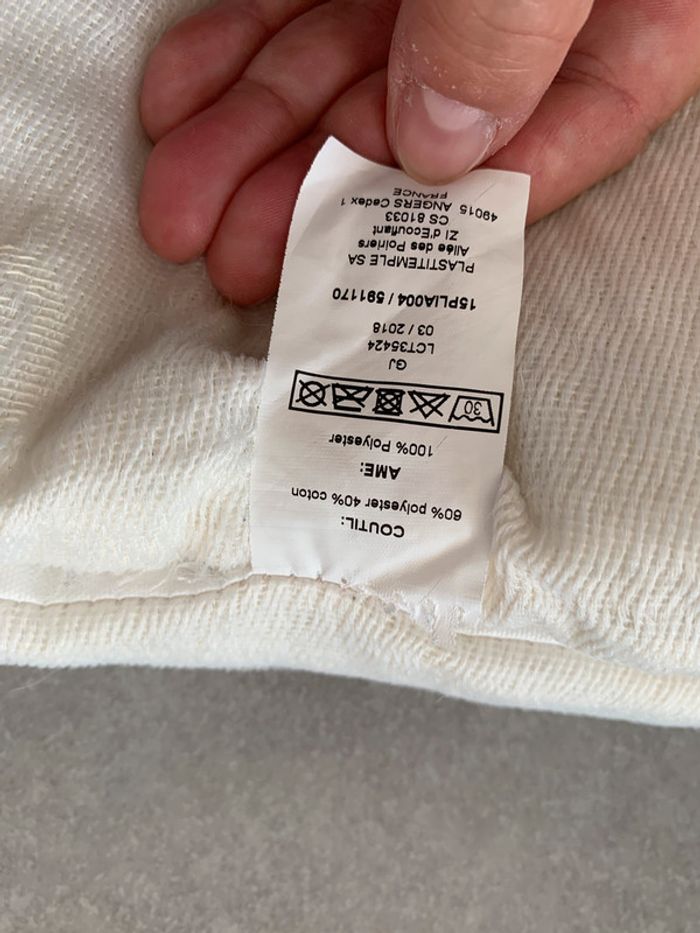 COUTIL:
60% polyester 40% coton
AME:
100% Polyester
30
GJ
LCT35424
03 / 2018
15PLIA004 / 591170
PLASTITEMPLE SA
Allée des Poiriers
ZI d'Ecouflant
CS 81033
49015 ANGERS Cedex 1
FRANCE